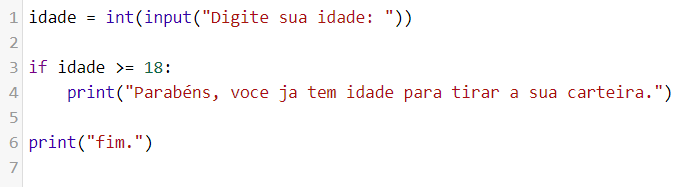 1 idade = int(input("Digite sua idade: "))
2
3 if idade >= 18:
4     print("Parabéns, voce ja tem idade para tirar a sua carteira.")
5
6 print("fim.")
7